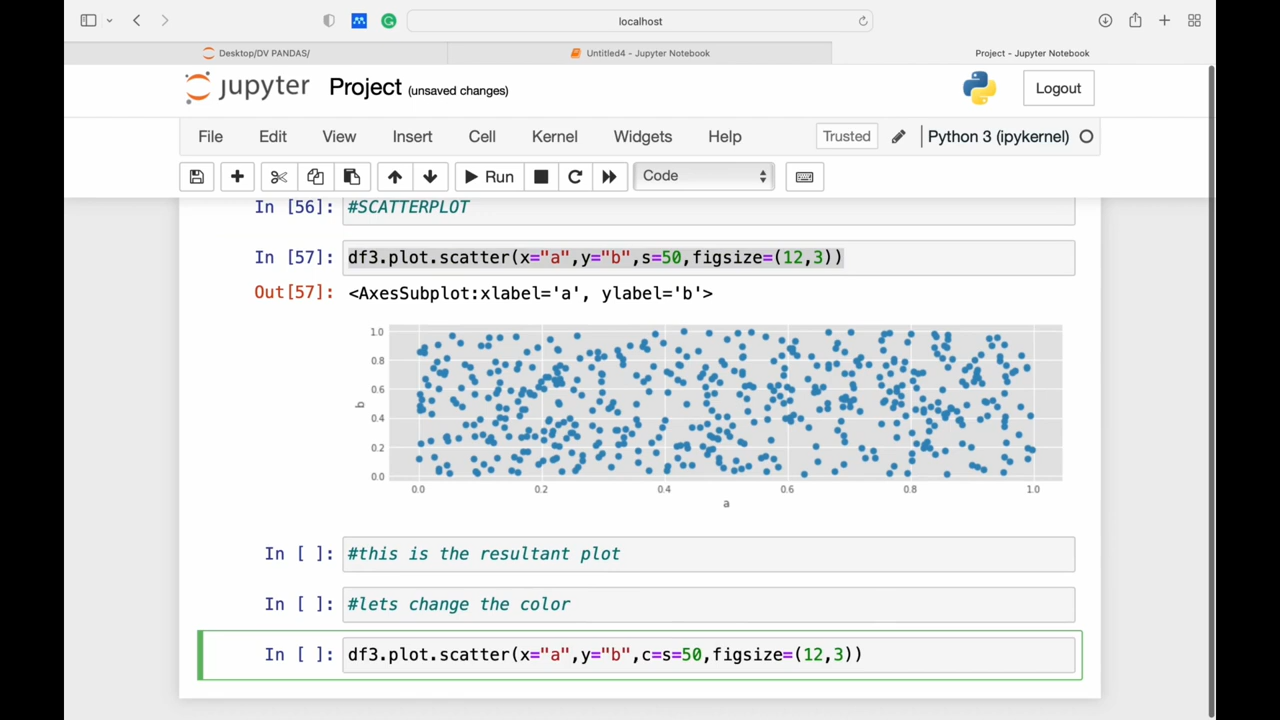 localhost
Desktop/DV PANDAS/
Untitled4 - Jupyter Notebook
Project - Jupyter Notebook
jupyter Project (unsaved changes)
Logout
File Edit View Insert Cell Kernel Widgets Help Trusted Python 3 (ipykernel)
Run Code
In [56]: #SCATTERPLOT
In [57]: df3.plot.scatter(x="a",y="b",s=50,figsize=(12,3))
Out[57]: <AxesSubplot:xlabel='a', ylabel='b'>
1.0
0.8
0.6
b
0.4
0.2
0.0
0.0 0.2 0.4 0.6 0.8 1.0
a
In [ ]: #this is the resultant plot
In [ ]: #lets change the color
In [ ]: df3.plot.scatter(x="a",y="b",c=s=50,figsize=(12,3))